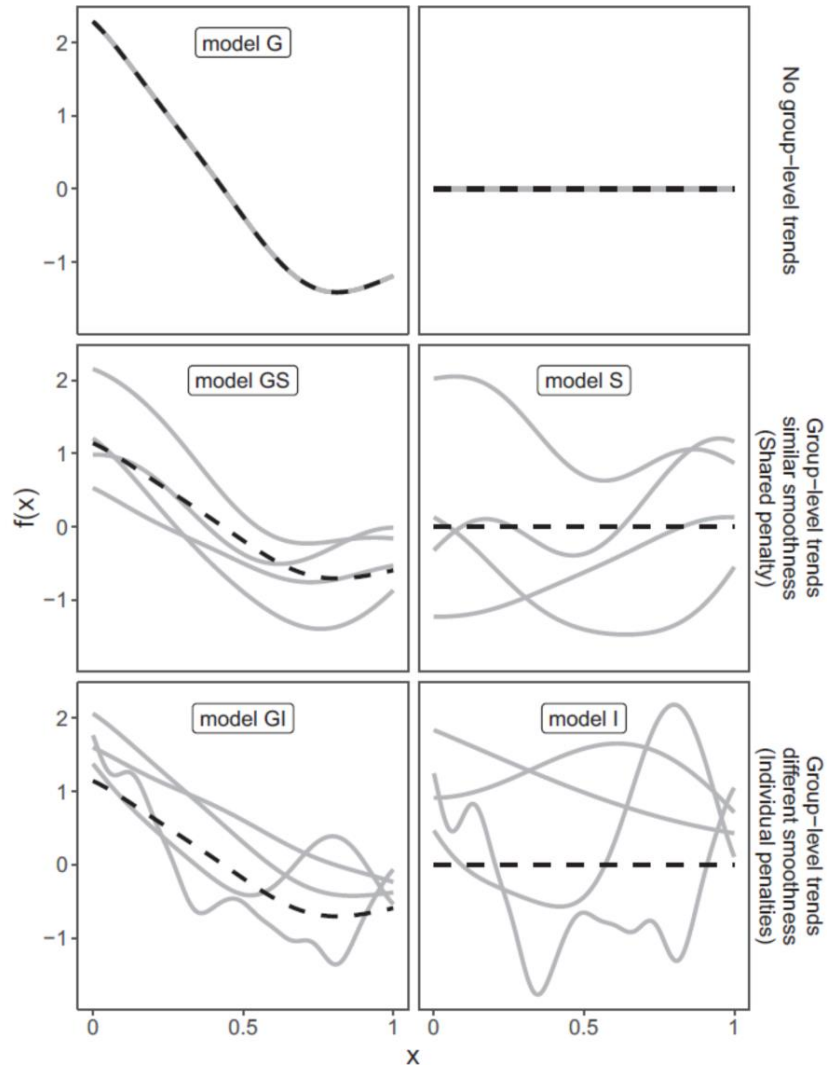 model G
2
1
0
−1
No group−level trends
model GS
model S
2
1
0
−1
f(x)
Group−level trends
similar smoothness
(Shared penalty)
model GI
model I
2
1
0
−1
Group−level trends
different smoothness
(Individual penalties)
0
0.5
1
0
0.5
1
x